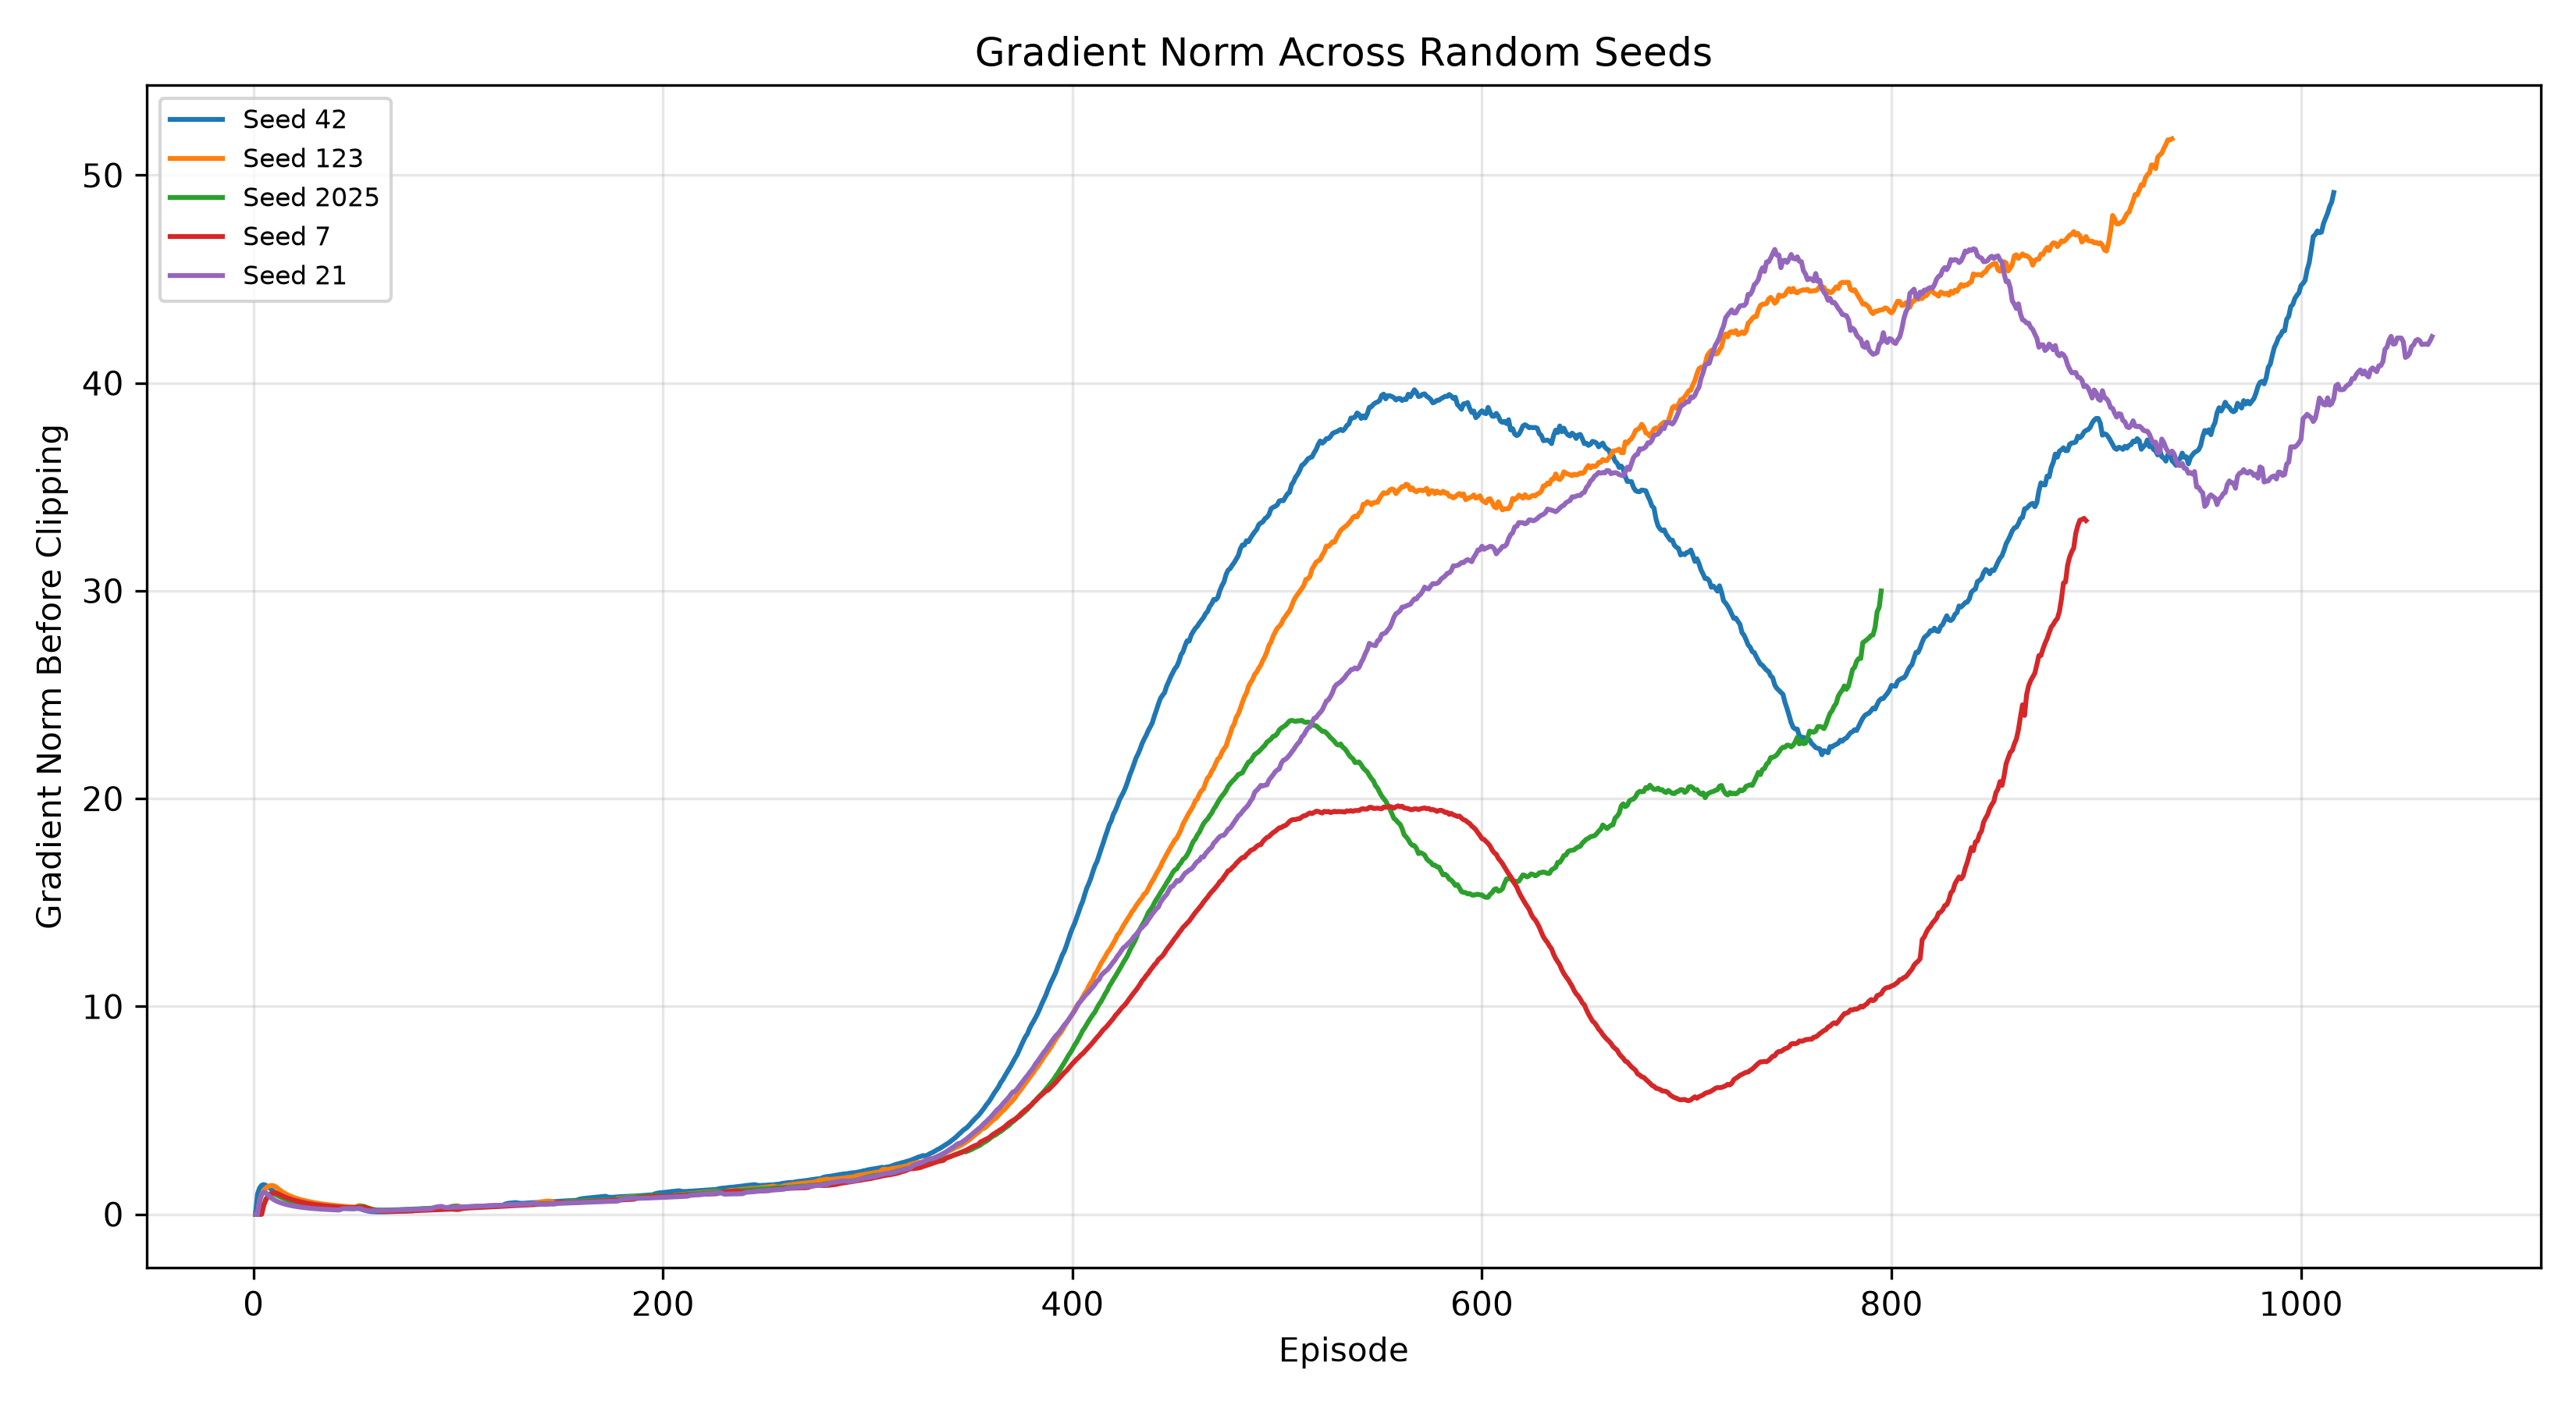 Gradient Norm Across Random Seeds
Seed 42
Seed 123
Seed 2025
Seed 7
Seed 21
Gradient Norm Before Clipping
50
40
30
20
10
0
0 200 400 600 800 1000
Episode